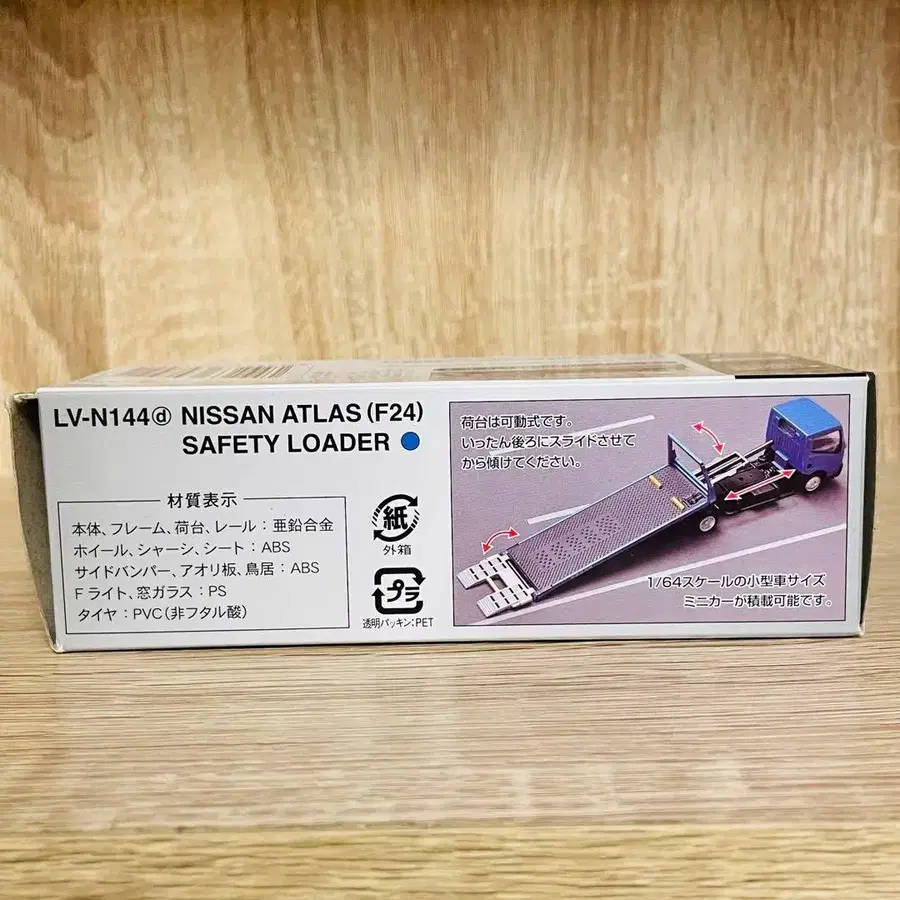 LV-N144ⓓ NISSAN ATLAS (F24)
SAFETY LOADER
材質表示
本体、フレーム、荷台、レール：亜鉛合金
ホイール、シャーシ、シート：ABS
サイドバンパー、アオリ板、鳥居：ABS
Fライト、窓ガラス：PS
タイヤ：PVC(非フタル酸)
紙
外箱
プラ
透明パッキン：PET
荷台は可動式です。
いったん後ろにスライドさせて
から傾けてください。
1/64スケールの小型車サイズ
ミニカーが積載可能です。